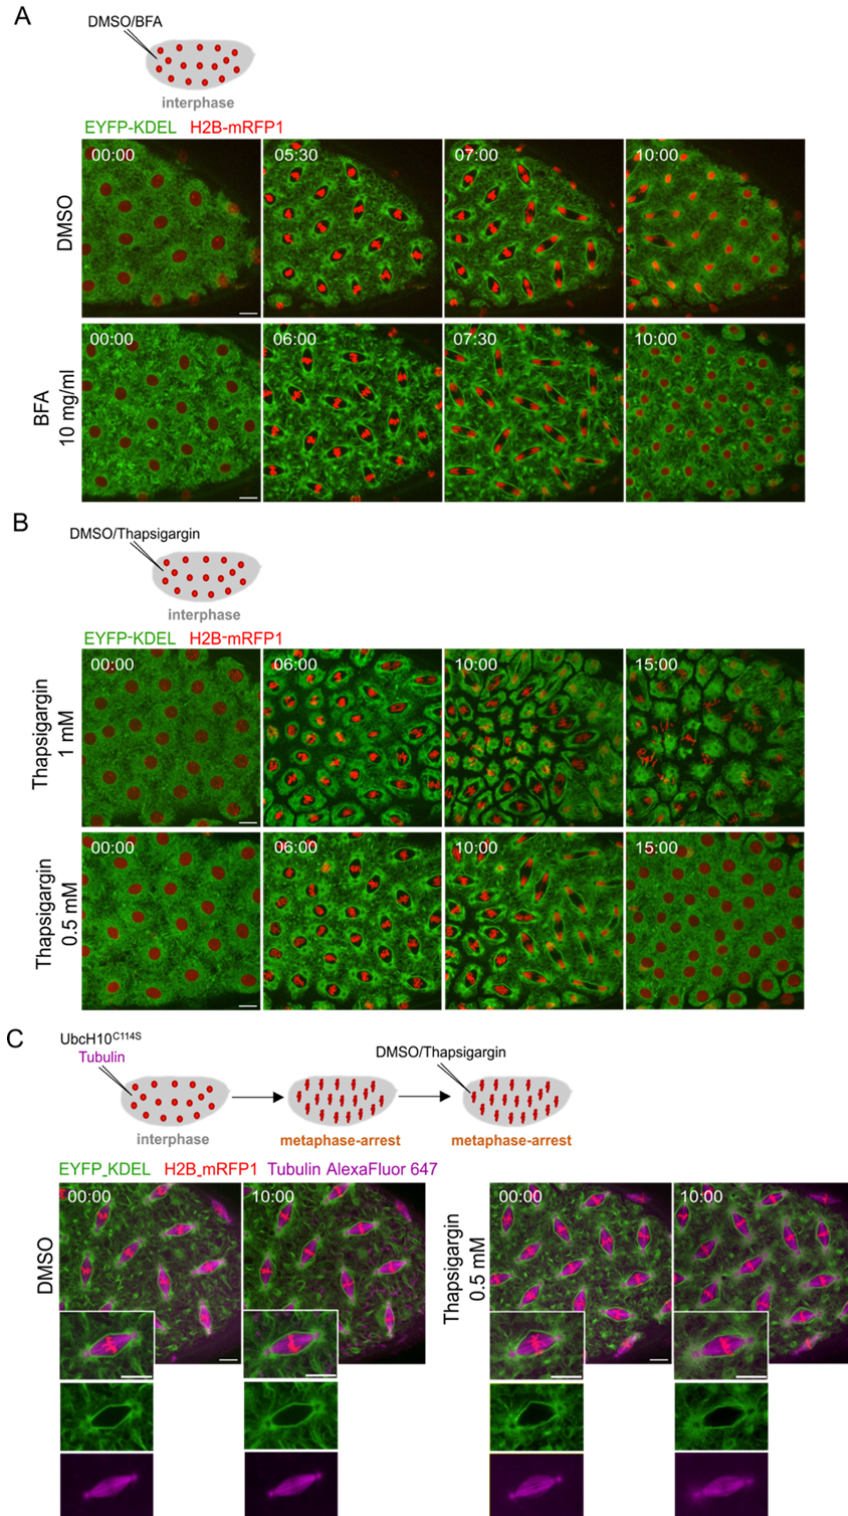 A
DMSO/BFA
interphase
EYFP-KDEL H2B-mRFP1
DMSO
00:00 05:30 07:00 10:00
BFA
10 mg/ml
00:00 06:00 07:30 10:00
B
DMSO/Thapsigargin
interphase
EYFP-KDEL H2B-mRFP1
Thapsigargin
1 mM
00:00 06:00 10:00 15:00
Thapsigargin
0.5 mM
00:00 06:00 10:00 15:00
C
UbcH10C114S
Tubulin
DMSO/Thapsigargin
interphase metaphase-arrest metaphase-arrest
EYFP_KDEL H2B_mRFP1 Tubulin AlexaFluor 647
DMSO
00:00 10:00
Thapsigargin
0.5 mM
00:00 10:00